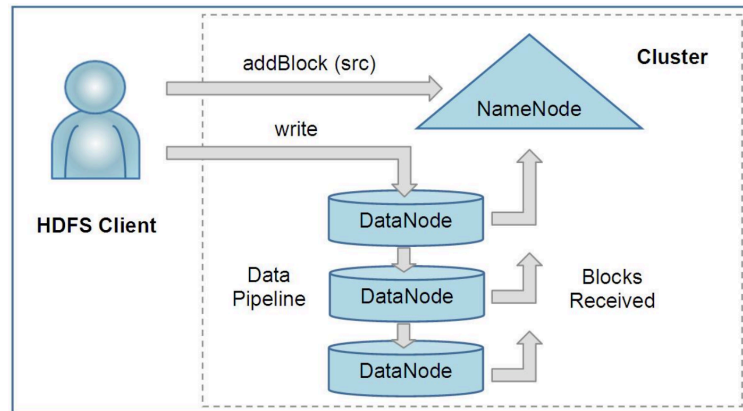 addBlock (src)
Cluster
NameNode
write
HDFS Client
DataNode
Data
Pipeline
DataNode
Blocks
Received
DataNode